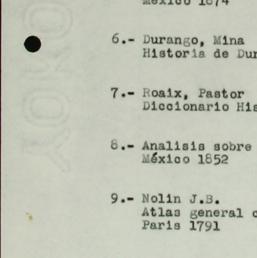 México 1874
6.- Durango, Mina
Historia de Dur
7.- Roaix, Pastor
Diccionario His
8.- Analisis sobre
México 1852
9.- Nolin J.B.
Atlas general
Paris 1791